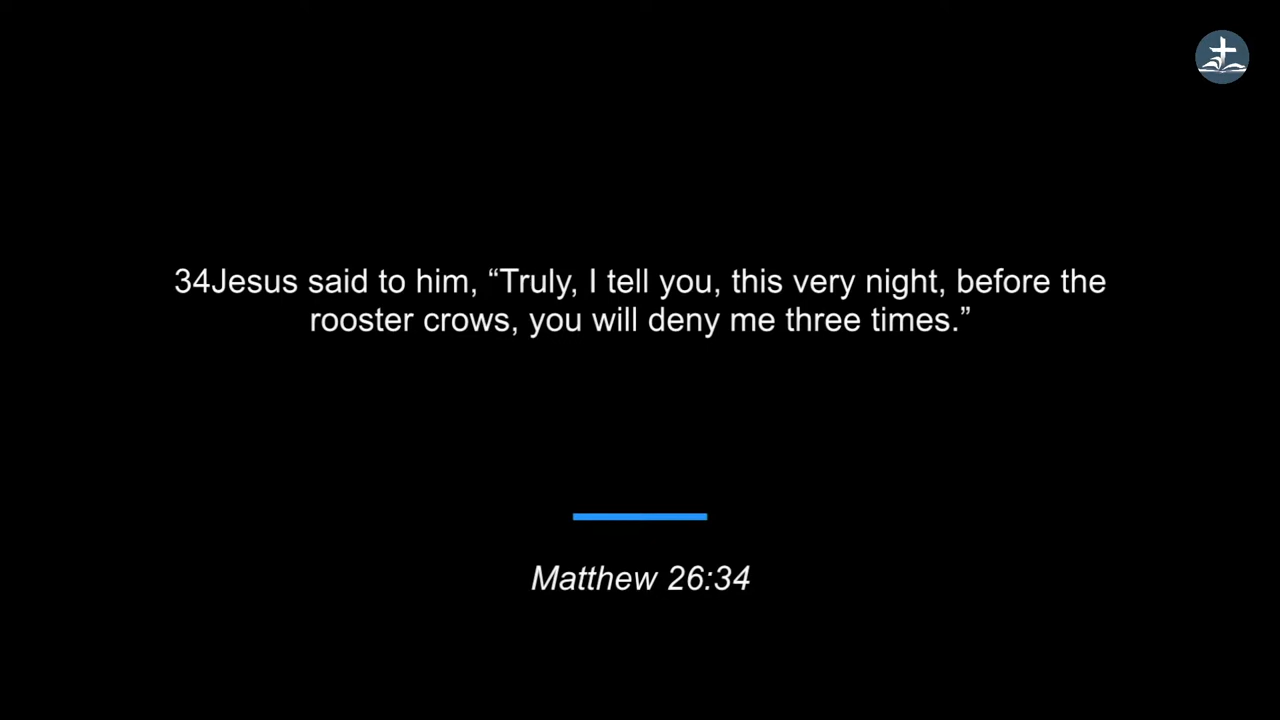 34Jesus said to him, “Truly, I tell you, this very night, before the
rooster crows, you will deny me three times.”
Matthew 26:34